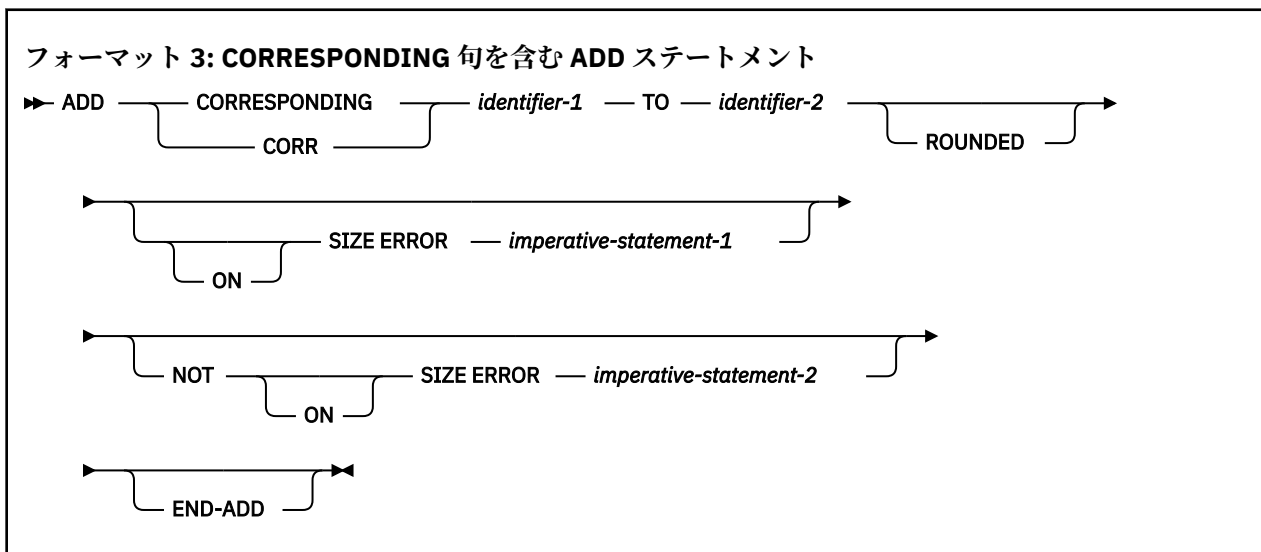 フォーマット 3: CORRESPONDING 句を含む ADD ステートメント
ADD CORRESPONDING identifier-1 TO identifier-2
CORR ROUNDED
SIZE ERROR imperative-statement-1
ON
NOT SIZE ERROR imperative-statement-2
ON
END-ADD